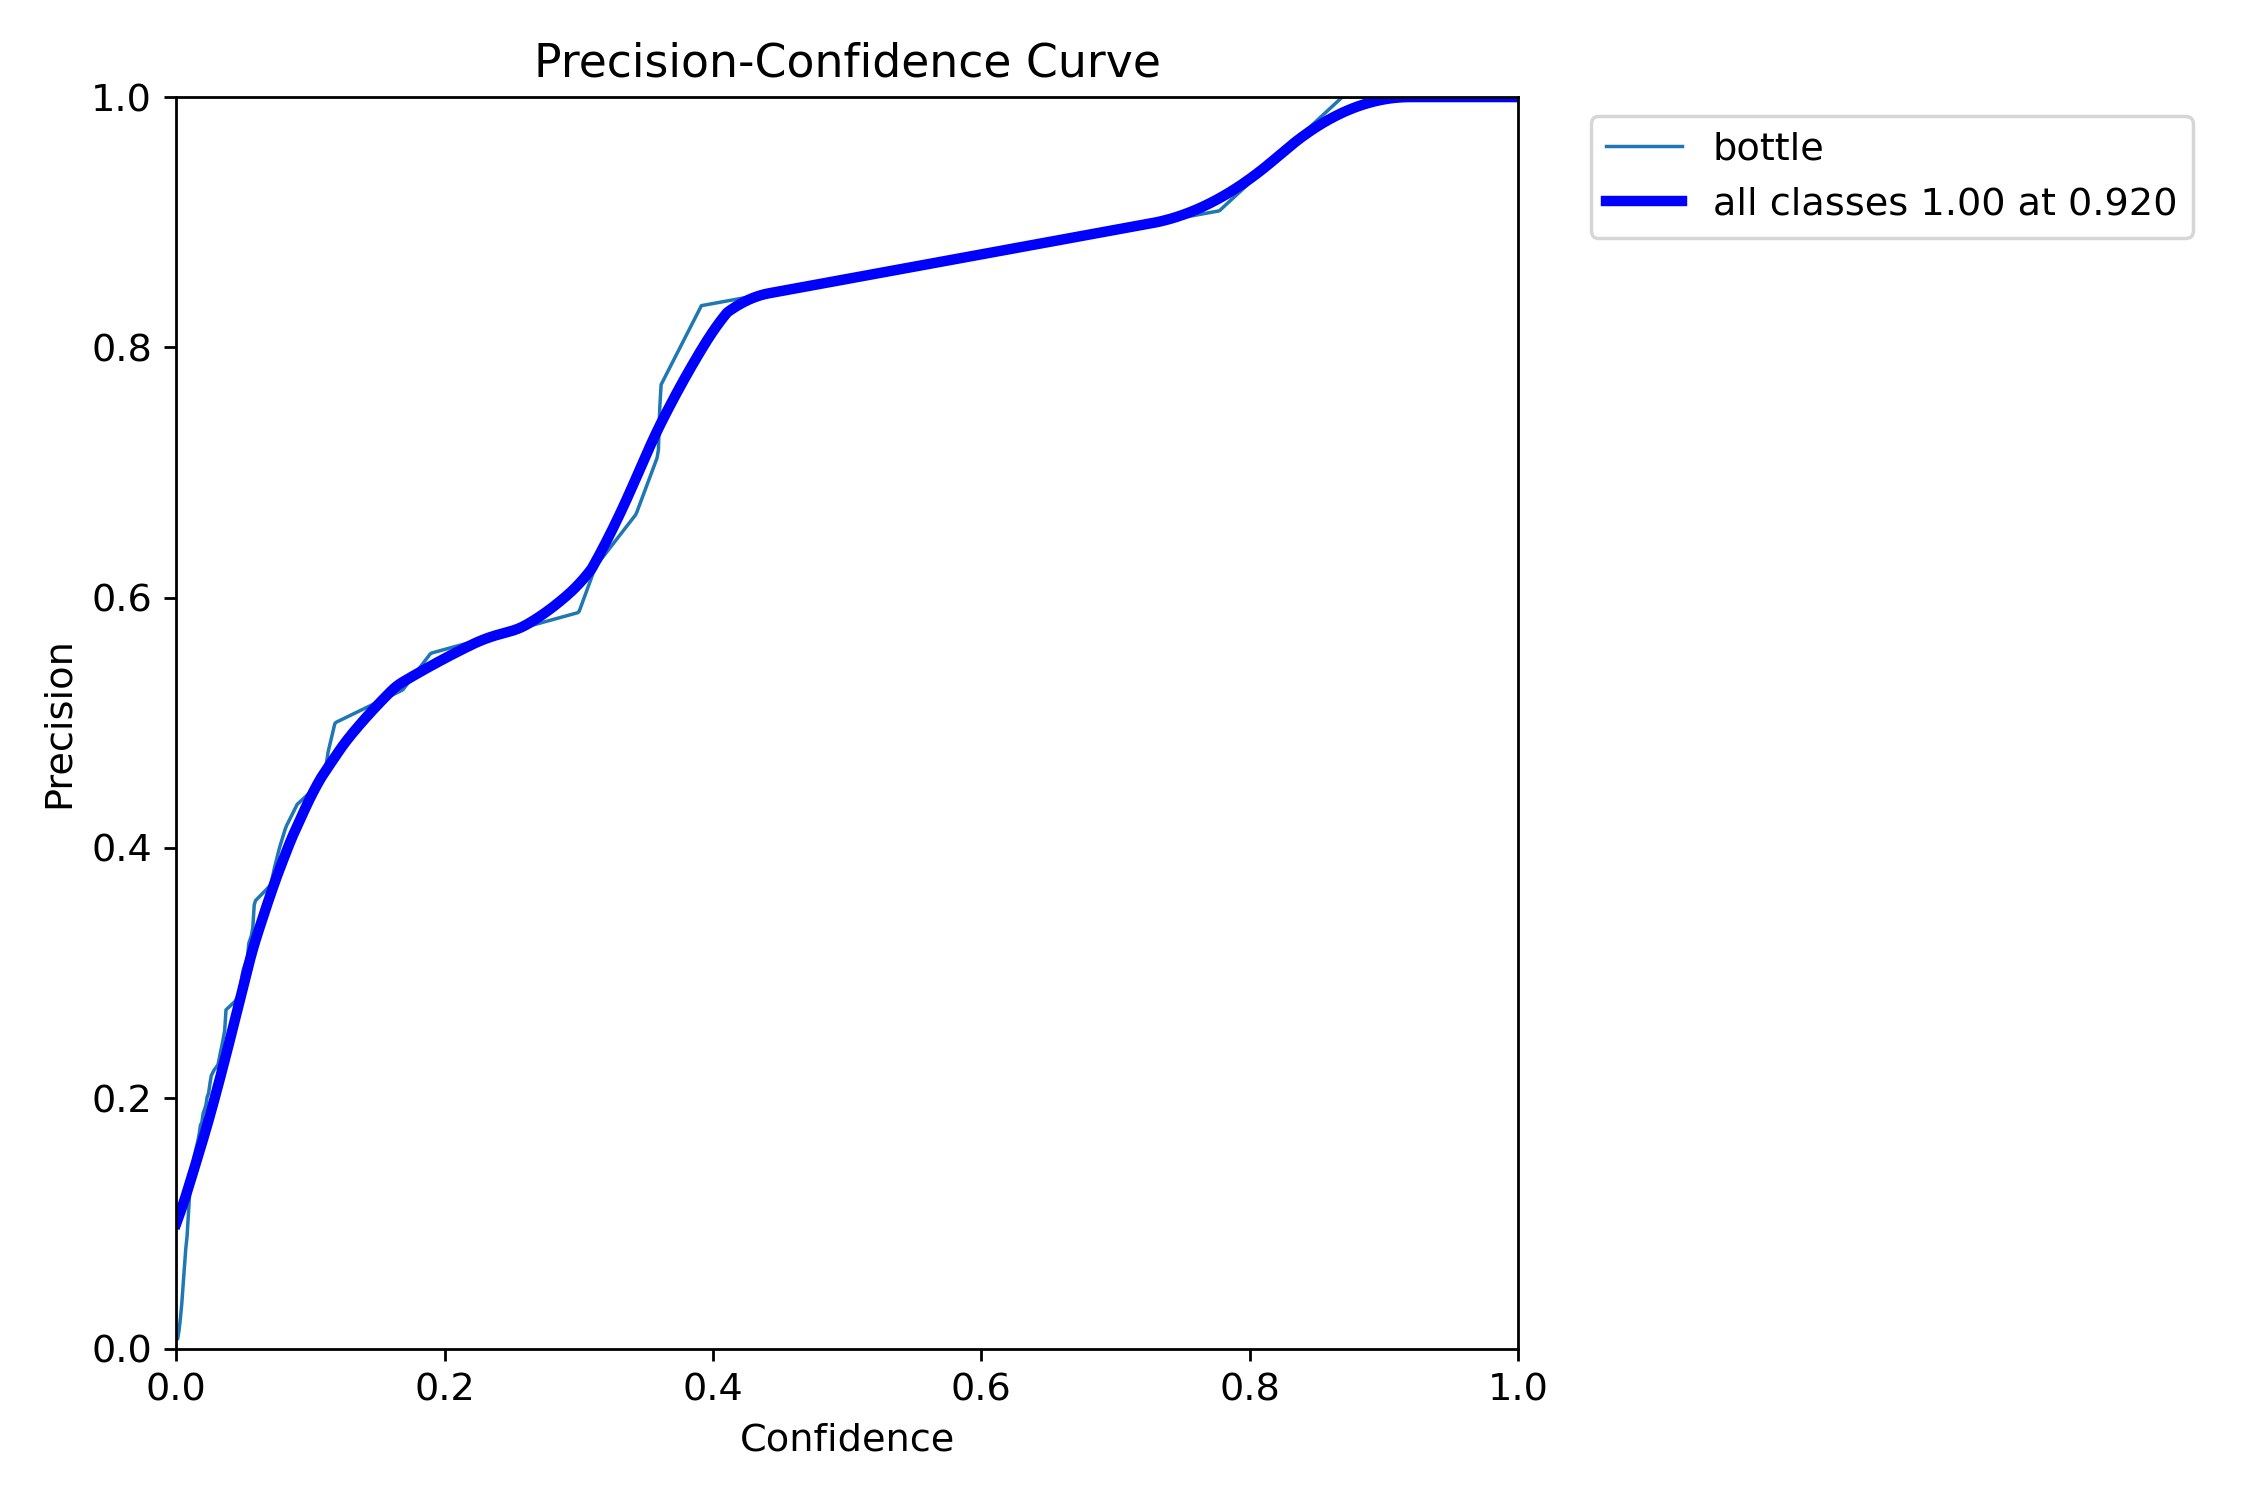 Precision-Confidence Curve
1.0
0.8
0.6
0.4
0.2
0.0
Precision
0.0 0.2 0.4 0.6 0.8 1.0
Confidence
bottle
all classes 1.00 at 0.920